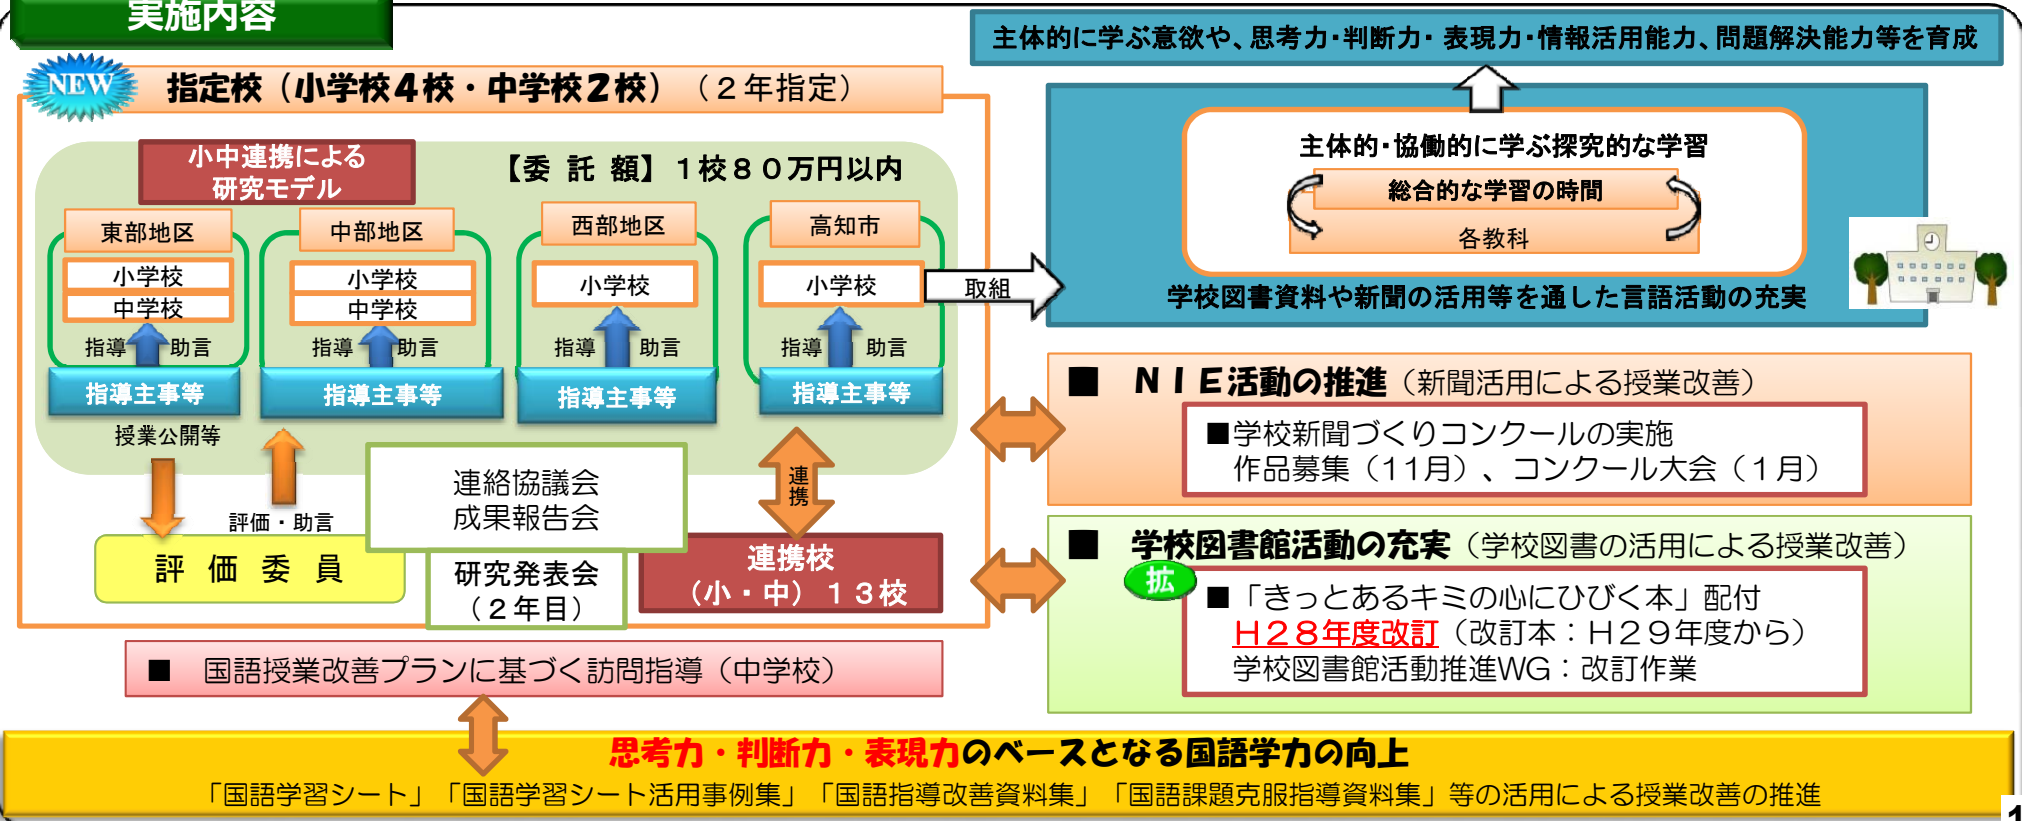 実施内容
NEW
指定校（小学校４校・中学校２校）（２年指定）
小中連携による
研究モデル
【委 託 額】１校８０万円以内
東部地区
小学校
中学校
指導 助言
指導主事等
中部地区
小学校
中学校
指導 助言
指導主事等
西部地区
小学校
指導 助言
指導主事等
高知市
小学校
指導 助言
指導主事等
授業公開等
評価・助言
評 価 委 員
連絡協議会
成果報告会
研究発表会
（２年目）
連携
連携校
（小・中）１３校
取組
主体的に学ぶ意欲や、思考力・判断力・表現力・情報活用能力、問題解決能力等を育成
主体的・協働的に学ぶ探究的な学習
総合的な学習の時間
各教科
学校図書資料や新聞の活用等を通した言語活動の充実
■ ＮＩＥ活動の推進（新聞活用による授業改善）
■学校新聞づくりコンクールの実施
作品募集（11月）、コンクール大会（１月）
■ 学校図書館活動の充実（学校図書の活用による授業改善）
拡
■「きっとあるキミの心にひびく本」配付
Ｈ２８年度改訂（改訂本：Ｈ２９年度から）
学校図書館活動推進WG：改訂作業
■ 国語授業改善プランに基づく訪問指導（中学校）
思考力・判断力・表現力のベースとなる国語学力の向上
「国語学習シート」「国語学習シート活用事例集」「国語指導改善資料集」「国語課題克服指導資料集」等の活用による授業改善の推進